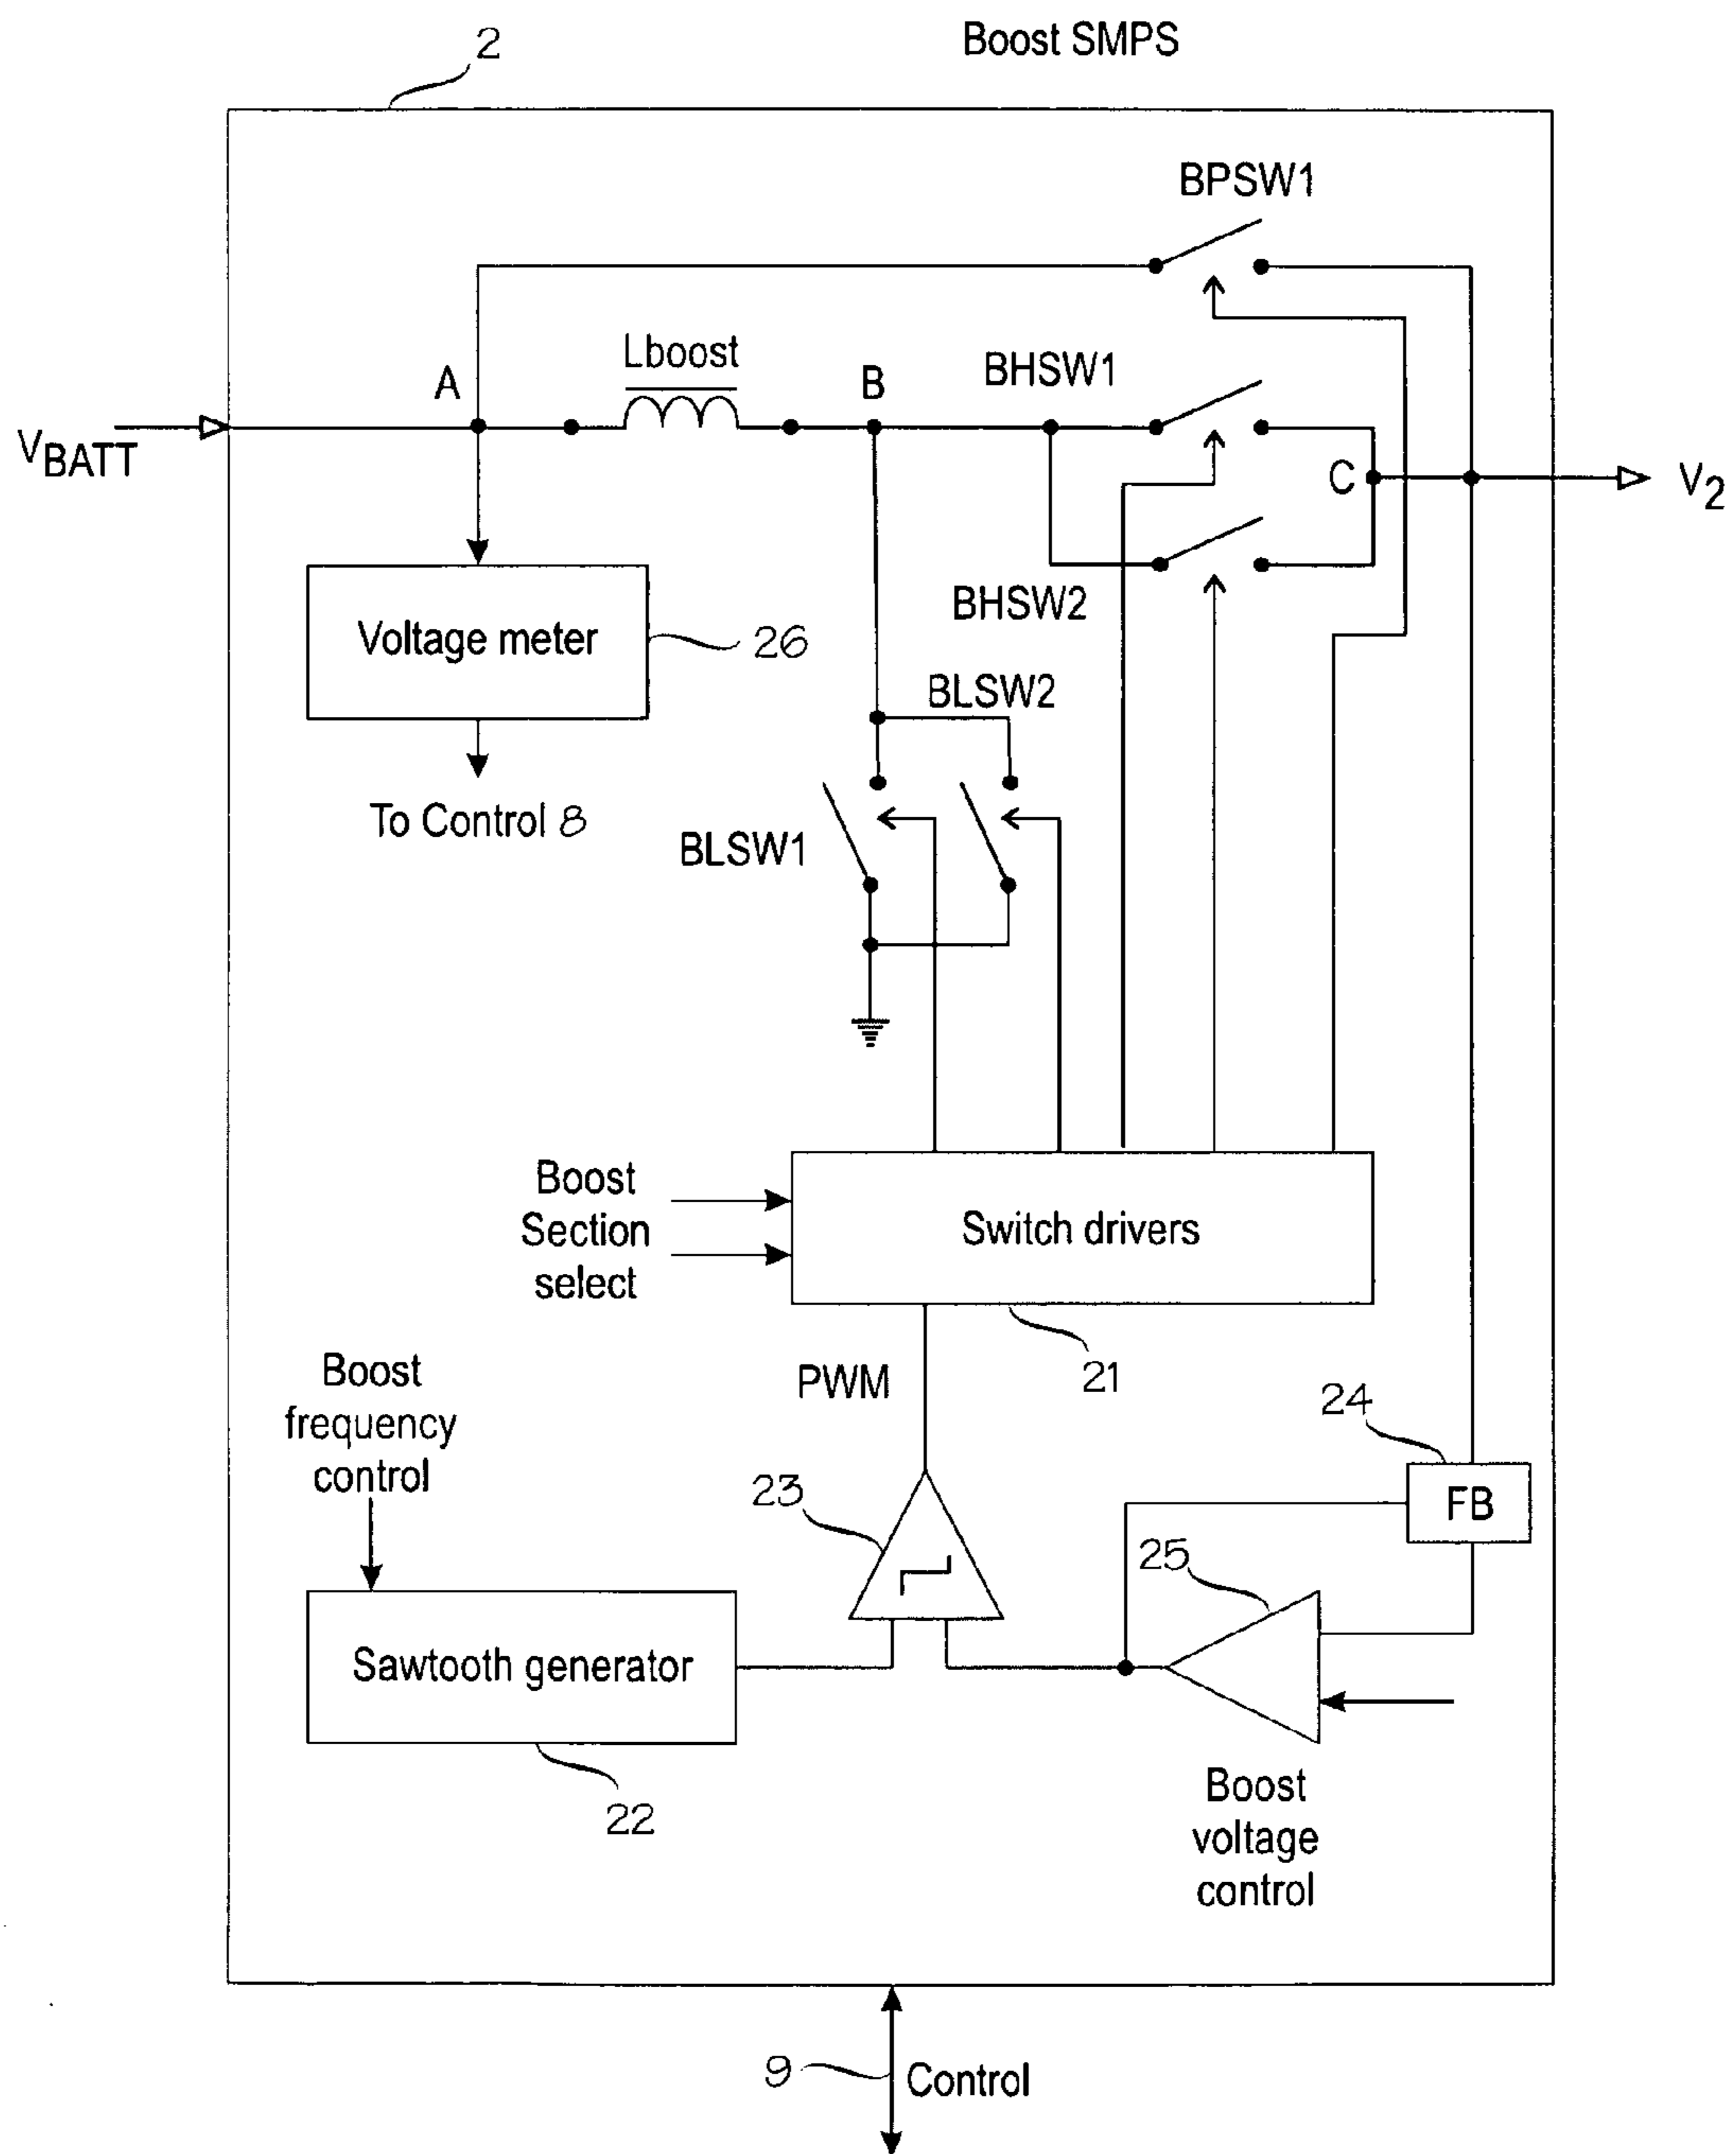 Boost SMPS
2
BPSW1
Lboost
A
B
BHSW1
VBATT
C
V2
BHSW2
Voltage meter
26
BLSW2
To Control 8
BLSW1
Boost
Section
select
Switch drivers
21
PWM
Boost
frequency
control
24
FB
23
25
Sawtooth generator
22
Boost
voltage
control
9
Control